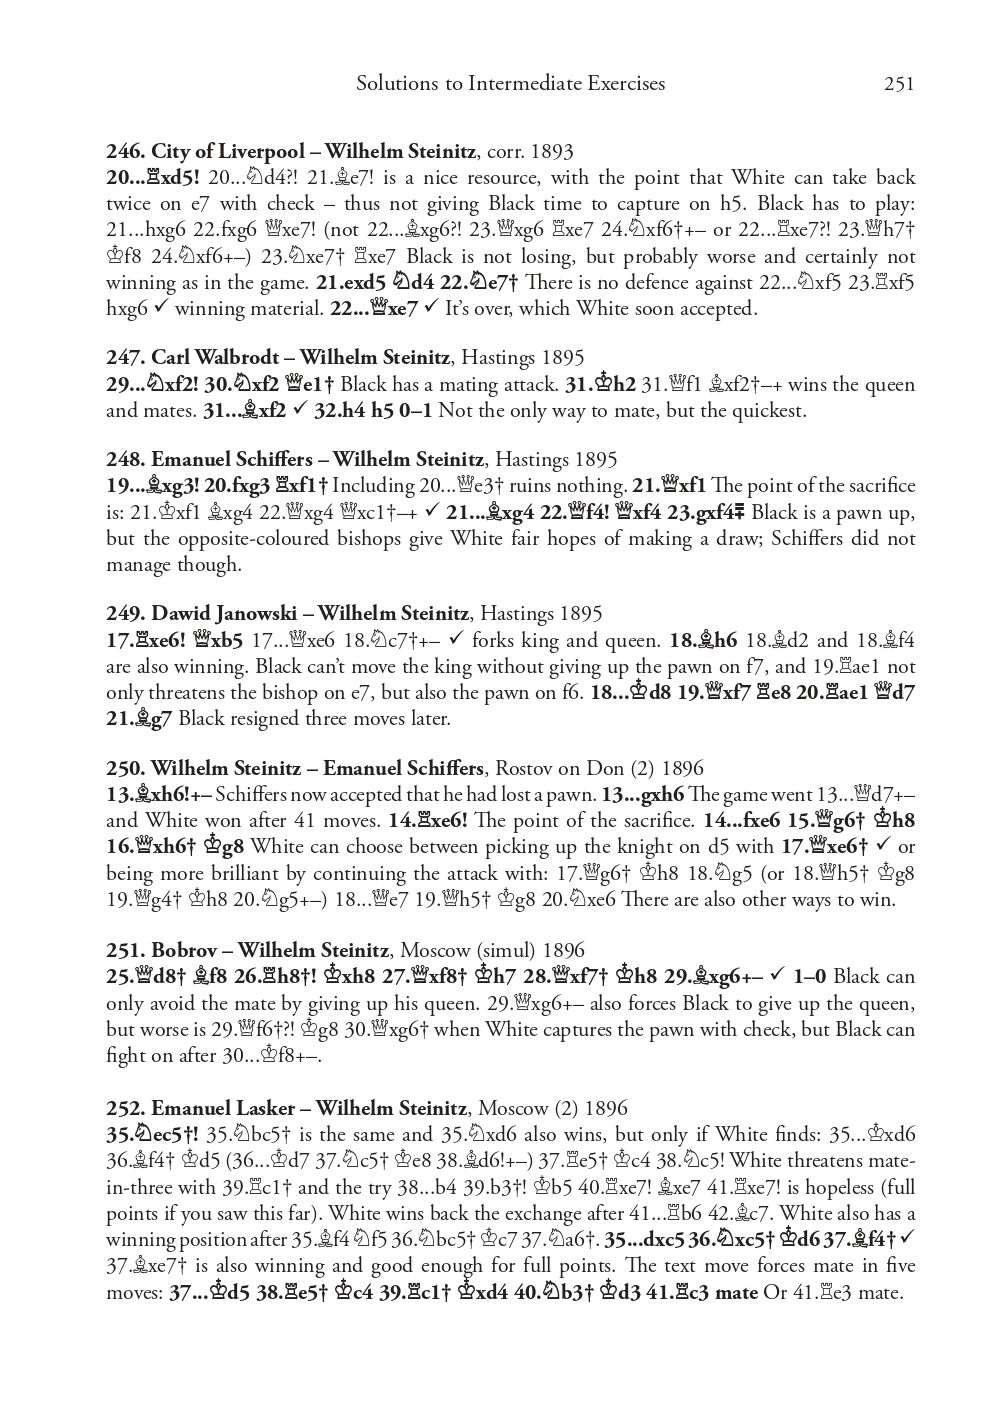 Solutions to Intermediate Exercises 251
246. City of Liverpool – Wilhelm Steinitz, corr. 1893
20...♖xd5! 20...♘d4?! 21.♗e7! is a nice resource, with the point that White can take back
twice on e7 with check – thus not giving Black time to capture on h5. Black has to play:
21...hxg6 22.fxg6 ♕xe7! (not 22...♗xg6?! 23.♕xg6 ♖xe7 24.♘xf6†+– or 22...♖xe7?! 23.♕h7†
♔f8 24.♘xf6+–) 23.♘xe7† ♖xe7 Black is not losing, but probably worse and certainly not
winning as in the game. 21.exd5 ♘d4 22.♘e7† There is no defence against 22...♘xf5 23.♖xf5
hxg6 ✓ winning material. 22...♕xe7 ✓ It’s over, which White soon accepted.
247. Carl Walbrodt – Wilhelm Steinitz, Hastings 1895
29...♘xf2! 30.♘xf2 ♕e1† Black has a mating attack. 31.♔h2 31.♕f1 ♗xf2†–+ wins the queen
and mates. 31...♗xf2 ✓ 32.h4 h5 0–1 Not the only way to mate, but the quickest.
248. Emanuel Schiffers – Wilhelm Steinitz, Hastings 1895
19...♗xg3! 20.fxg3 ♖xf1† Including 20...♕e3† ruins nothing. 21.♕xf1 The point of the sacrifice
is: 21.♔xf1 ♗xg4 22.♕xg4 ♕xc1†–+ ✓ 21...♗xg4 22.♕f4! ♕xf4 23.gxf4⩱ Black is a pawn up,
but the opposite-coloured bishops give White fair hopes of making a draw; Schiffers did not
manage though.
249. Dawid Janowski – Wilhelm Steinitz, Hastings 1895
17.♖xe6! ♕xb5 17...♕xe6 18.♘c7†+– ✓ forks king and queen. 18.♗h6 18.♗d2 and 18.♗f4
are also winning. Black can’t move the king without giving up the pawn on f7, and 19.♖ae1 not
only threatens the bishop on e7, but also the pawn on f6. 18...♔d8 19.♕xf7 ♖e8 20.♖ae1 ♕d7
21.♗g7 Black resigned three moves later.
250. Wilhelm Steinitz – Emanuel Schiffers, Rostov on Don (2) 1896
13.♗xh6!+– Schiffers now accepted that he had lost a pawn. 13...gxh6 The game went 13...♕d7+–
and White won after 41 moves. 14.♖xe6! The point of the sacrifice. 14...fxe6 15.♕g6† ♔h8
16.♕xh6† ♔g8 White can choose between picking up the knight on d5 with 17.♕xe6† ✓ or
being more brilliant by continuing the attack with: 17.♕g6† ♔h8 18.♘g5 (or 18.♕h5† ♔g8
19.♕g4† ♔h8 20.♘g5+–) 18...♕e7 19.♕h5† ♔g8 20.♘xe6 There are also other ways to win.
251. Bobrov – Wilhelm Steinitz, Moscow (simul) 1896
25.♕d8† ♗f8 26.♖h8†! ♔xh8 27.♕xf8† ♔h7 28.♕xf7† ♔h8 29.♗xg6+– ✓ 1–0 Black can
only avoid the mate by giving up his queen. 29.♕xg6+– also forces Black to give up the queen,
but worse is 29.♕f6†?! ♔g8 30.♕xg6† when White captures the pawn with check, but Black can
fight on after 30...♔f8+–.
252. Emanuel Lasker – Wilhelm Steinitz, Moscow (2) 1896
35.♘ec5†! 35.♘bc5† is the same and 35.♘xd6 also wins, but only if White finds: 35...♔xd6
36.♗f4† ♔d5 (36...♔d7 37.♘c5† ♔e8 38.♗d6!+–) 37.♖e5† ♔c4 38.♘c5! White threatens mate-
in-three with 39.♖c1† and the try 38...b4 39.b3†! ♔b5 40.♖xe7! ♗xe7 41.♖xe7! is hopeless (full
points if you saw this far). White wins back the exchange after 41...♖b6 42.♗c7. White also has a
winning position after 35.♗f4 ♘f5 36.♘bc5† ♔c7 37.♘a6†. 35...dxc5 36.♘xc5† ♔d6 37.♗f4† ✓
37.♗xe7† is also winning and good enough for full points. The text move forces mate in five
moves: 37...♔d5 38.♖e5† ♔c4 39.♖c1† ♔xd4 40.♘b3† ♔d3 41.♖c3 mate Or 41.♖e3 mate.